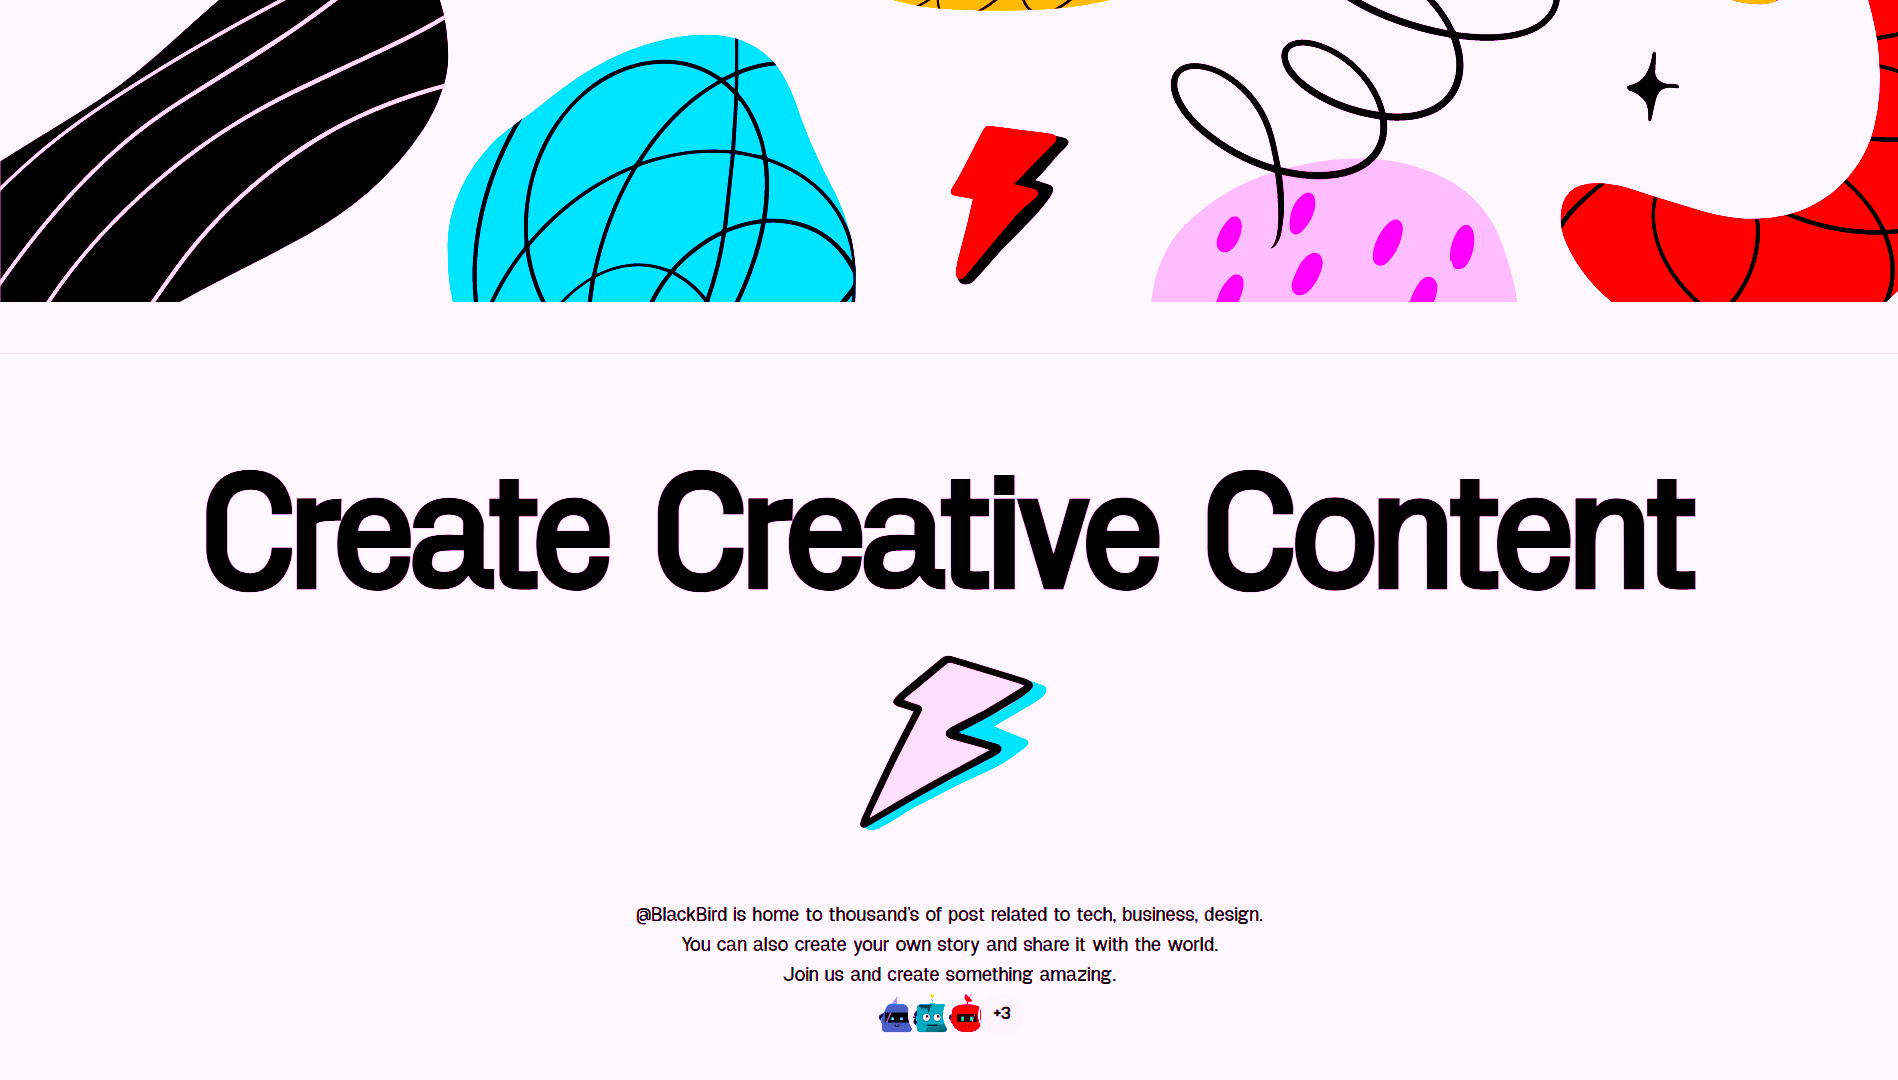 Create Creative Content
@BlackBird is home to thousand's of post related to tech, business, design.
You can also create your own story and share it with the world.
Join us and create something amazing.
+3